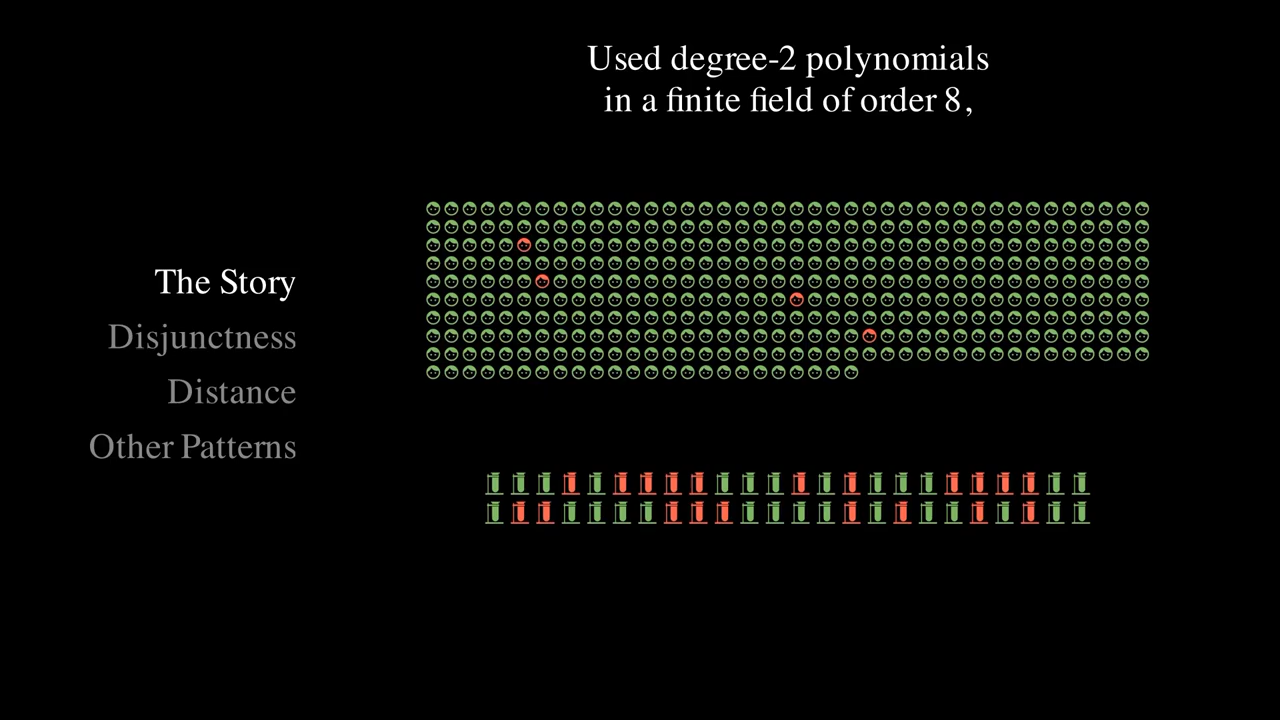 Used degree-2 polynomials
in a finite field of order 8,
The Story
Disjunctness
Distance
Other Patterns